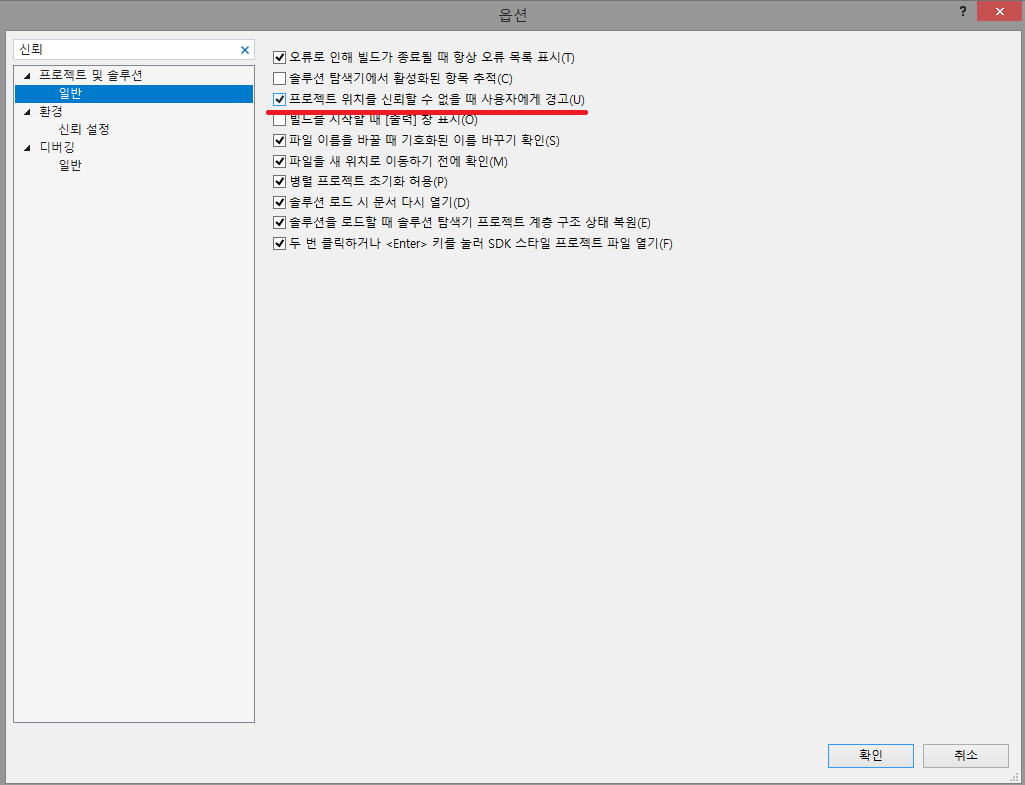 옵션
?
신뢰
프로젝트 및 솔루션
일반
환경
신뢰 설정
디버깅
일반
오류로 인해 빌드가 종료될 때 항상 오류 목록 표시(T)
솔루션 탐색기에서 활성화된 항목 추적(C)
프로젝트 위치를 신뢰할 수 없을 때 사용자에게 경고(U)
빌드를 시작할 때 [출력] 창 표시(O)
파일 이름을 바꿀 때 기호화된 이름 바꾸기 확인(S)
파일을 새 위치로 이동하기 전에 확인(M)
병렬 프로젝트 초기화 허용(P)
솔루션 로드 시 문서 다시 열기(D)
솔루션을 로드할 때 솔루션 탐색기 프로젝트 계층 구조 상태 복원(E)
두 번 클릭하거나 <Enter> 키를 눌러 SDK 스타일 프로젝트 파일 열기(F)
확인
취소